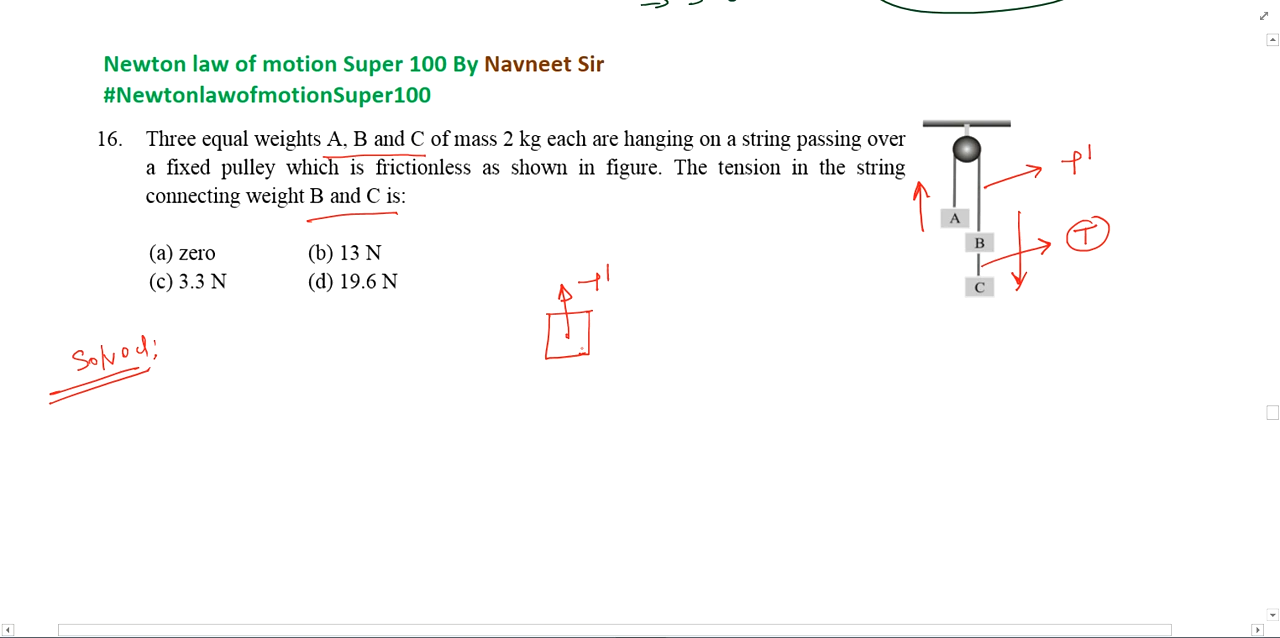 Newton law of motion Super 100 By Navneet Sir
#NewtonlawofmotionSuper100
16. Three equal weights A, B and C of mass 2 kg each are hanging on a string passing over
a fixed pulley which is frictionless as shown in figure. The tension in the string
connecting weight B and C is:
(a) zero (b) 13 N
(c) 3.3 N (d) 19.6 N
A
B
C
T'
T
T'
Solved: